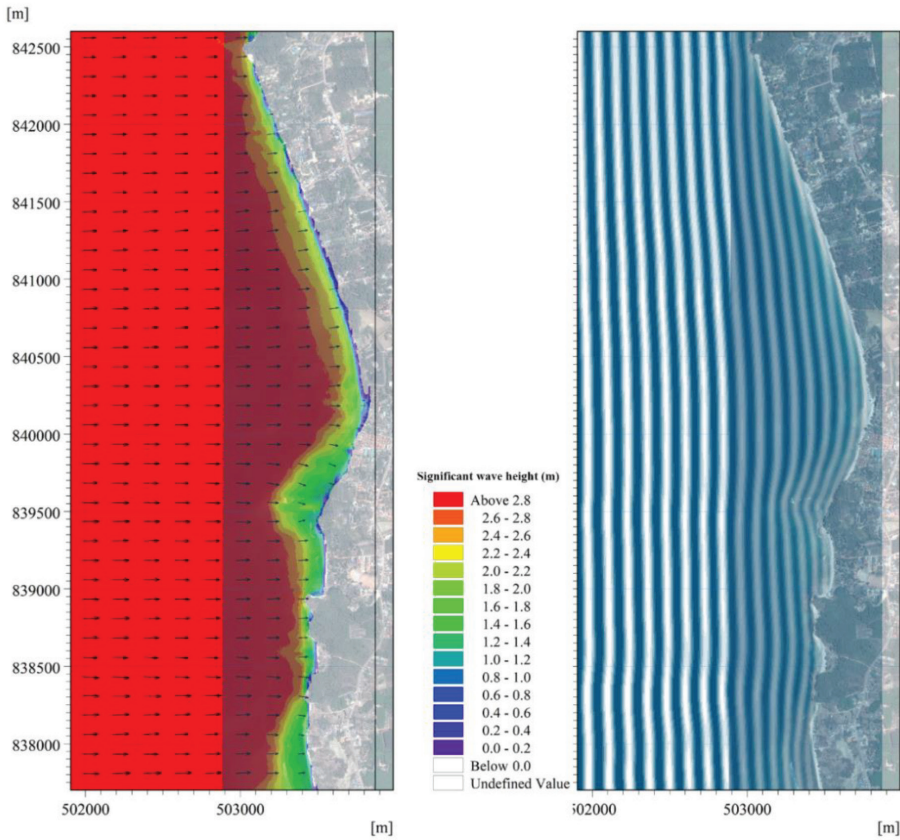 [m]
842500
842000
841500
841000
840500
840000
839500
839000
838500
838000
502000 503000
[m]
Significant wave height (m)
Above 2.8
2.6 - 2.8
2.4 - 2.6
2.2 - 2.4
2.0 - 2.2
1.8 - 2.0
1.6 - 1.8
1.4 - 1.6
1.2 - 1.4
1.0 - 1.2
0.8 - 1.0
0.6 - 0.8
0.4 - 0.6
0.2 - 0.4
0.0 - 0.2
Below 0.0
Undefined Value
502000 503000
[m]